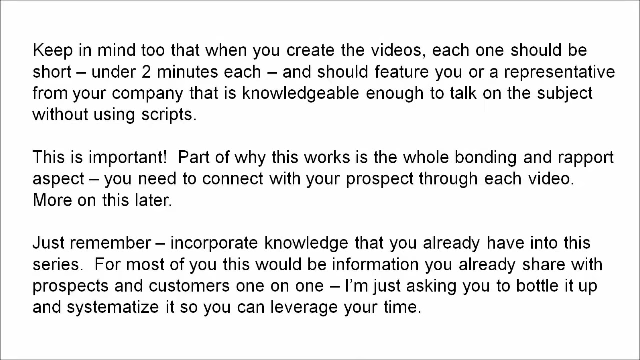 Keep in mind too that when you create the videos, each one should be
short – under 2 minutes each – and should feature you or a representative
from your company that is knowledgeable enough to talk on the subject
without using scripts.
This is important!  Part of why this works is the whole bonding and rapport
aspect – you need to connect with your prospect through each video.
More on this later.
Just remember – incorporate knowledge that you already have into this
series.  For most of you this would be information you already share with
prospects and customers one on one – I’m just asking you to bottle it up
and systematize it so you can leverage your time.